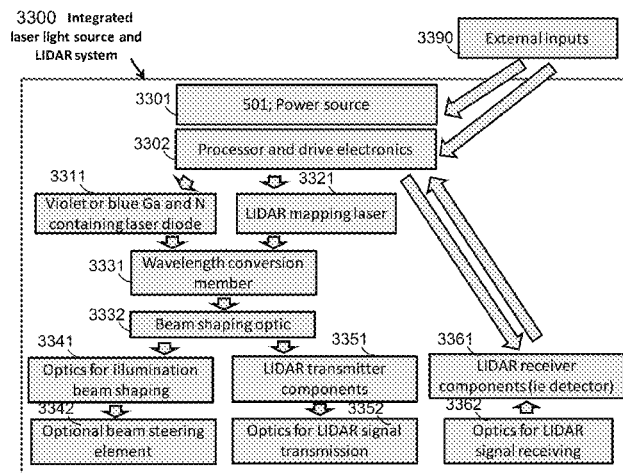 3300 Integrated
laser light source and
LIDAR system
3390
External inputs
3301
501; Power source
3302
Processor and drive electronics
3311
3321
Violet or blue Ga and N
containing laser diode
LIDAR mapping laser
3331
Wavelength conversion
member
3332
Beam shaping optic
3341
3351
3361
Optics for illumination
beam shaping
LIDAR transmitter
components
LIDAR receiver
components (ie detector)
3342
3352
3362
Optional beam steering
element
Optics for LIDAR signal
transmission
Optics for LIDAR
signal receiving